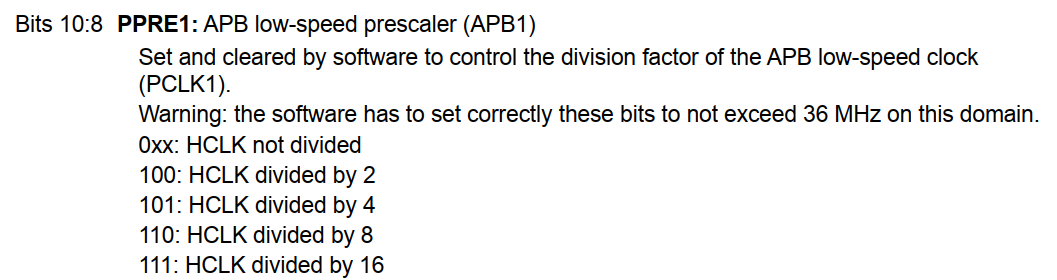 Bits 10:8 PPRE1: APB low-speed prescaler (APB1)
Set and cleared by software to control the division factor of the APB low-speed clock
(PCLK1).
Warning: the software has to set correctly these bits to not exceed 36 MHz on this domain.
0xx: HCLK not divided
100: HCLK divided by 2
101: HCLK divided by 4
110: HCLK divided by 8
111: HCLK divided by 16